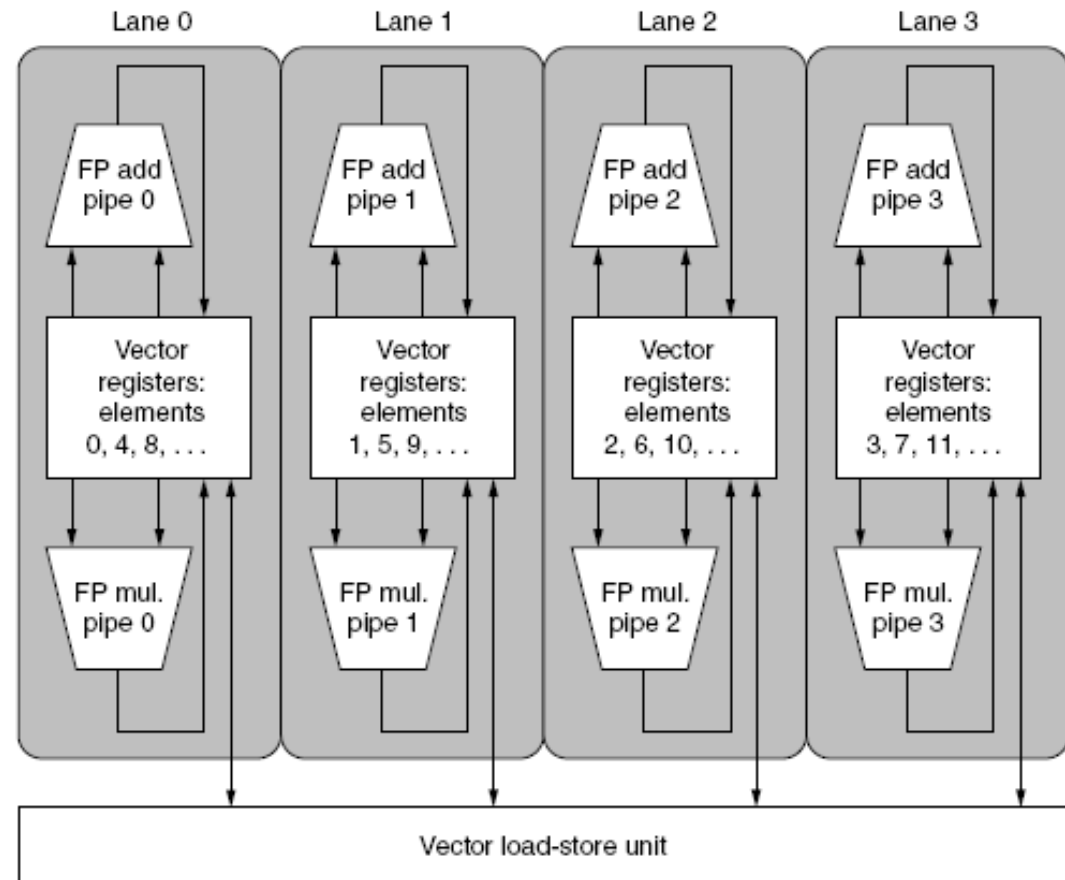 Lane 0
Lane 1
Lane 2
Lane 3
FP add
pipe 0
FP add
pipe 1
FP add
pipe 2
FP add
pipe 3
Vector
registers:
elements
0, 4, 8, . . .
Vector
registers:
elements
1, 5, 9, . . .
Vector
registers:
elements
2, 6, 10, . . .
Vector
registers:
elements
3, 7, 11, . . .
FP mul.
pipe 0
FP mul.
pipe 1
FP mul.
pipe 2
FP mul.
pipe 3
Vector load-store unit